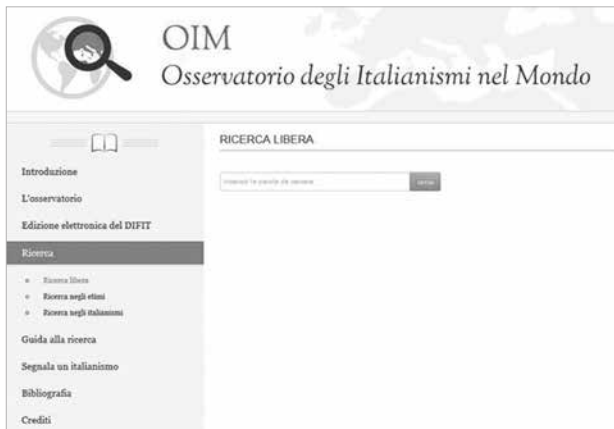 OIM
Osservatorio degli Italianismi nel Mondo
Introduzione
L'osservatorio
Edizione elettronica del DIFIT
Ricerca
Ricerca libera
Ricerca negli etimi
Ricerca negli italianismi
Guida alla ricerca
Segnala un italianismo
Bibliografia
Crediti
RICERCA LIBERA